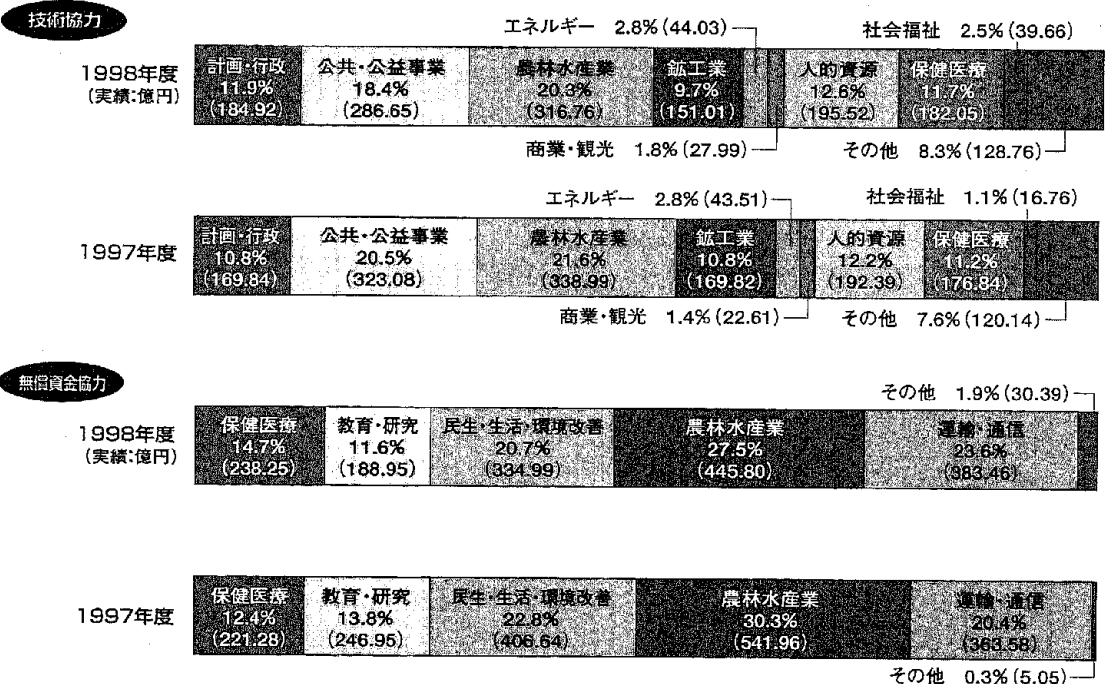 技術協力
エネルギー 2.8%(44.03)
社会福祉 2.5%(39.66)
1998年度
(実績:億円)
計画・行政
11.9%
(184.92)
公共・公益事業
18.4%
(286.65)
農林水産業
20.3%
(316.76)
鉱工業
9.7%
(151.01)
人的資源
12.6%
(195.52)
保健医療
11.7%
(182.05)
商業・観光 1.8%(27.99)
その他 8.3%(128.76)
エネルギー 2.8%(43.51)
社会福祉 1.1%(16.76)
1997年度
計画・行政
10.8%
(169.84)
公共・公益事業
20.5%
(323.08)
農林水産業
21.6%
(338.99)
鉱工業
10.8%
(169.82)
人的資源
12.2%
(192.39)
保健医療
11.2%
(176.84)
商業・観光 1.4%(22.61)
その他 7.6%(120.14)
無償資金協力
その他 1.9%(30.39)
1998年度
(実績:億円)
保健医療
14.7%
(238.25)
教育・研究
11.6%
(188.95)
民生・生活・環境改善
20.7%
(334.99)
農林水産業
27.5%
(445.80)
運輸・通信
23.6%
(383.46)
1997年度
保健医療
12.4%
(221.28)
教育・研究
13.8%
(246.95)
民生・生活・環境改善
22.8%
(406.64)
農林水産業
30.3%
(541.96)
運輸・通信
20.4%
(363.58)
その他 0.3%(5.05)